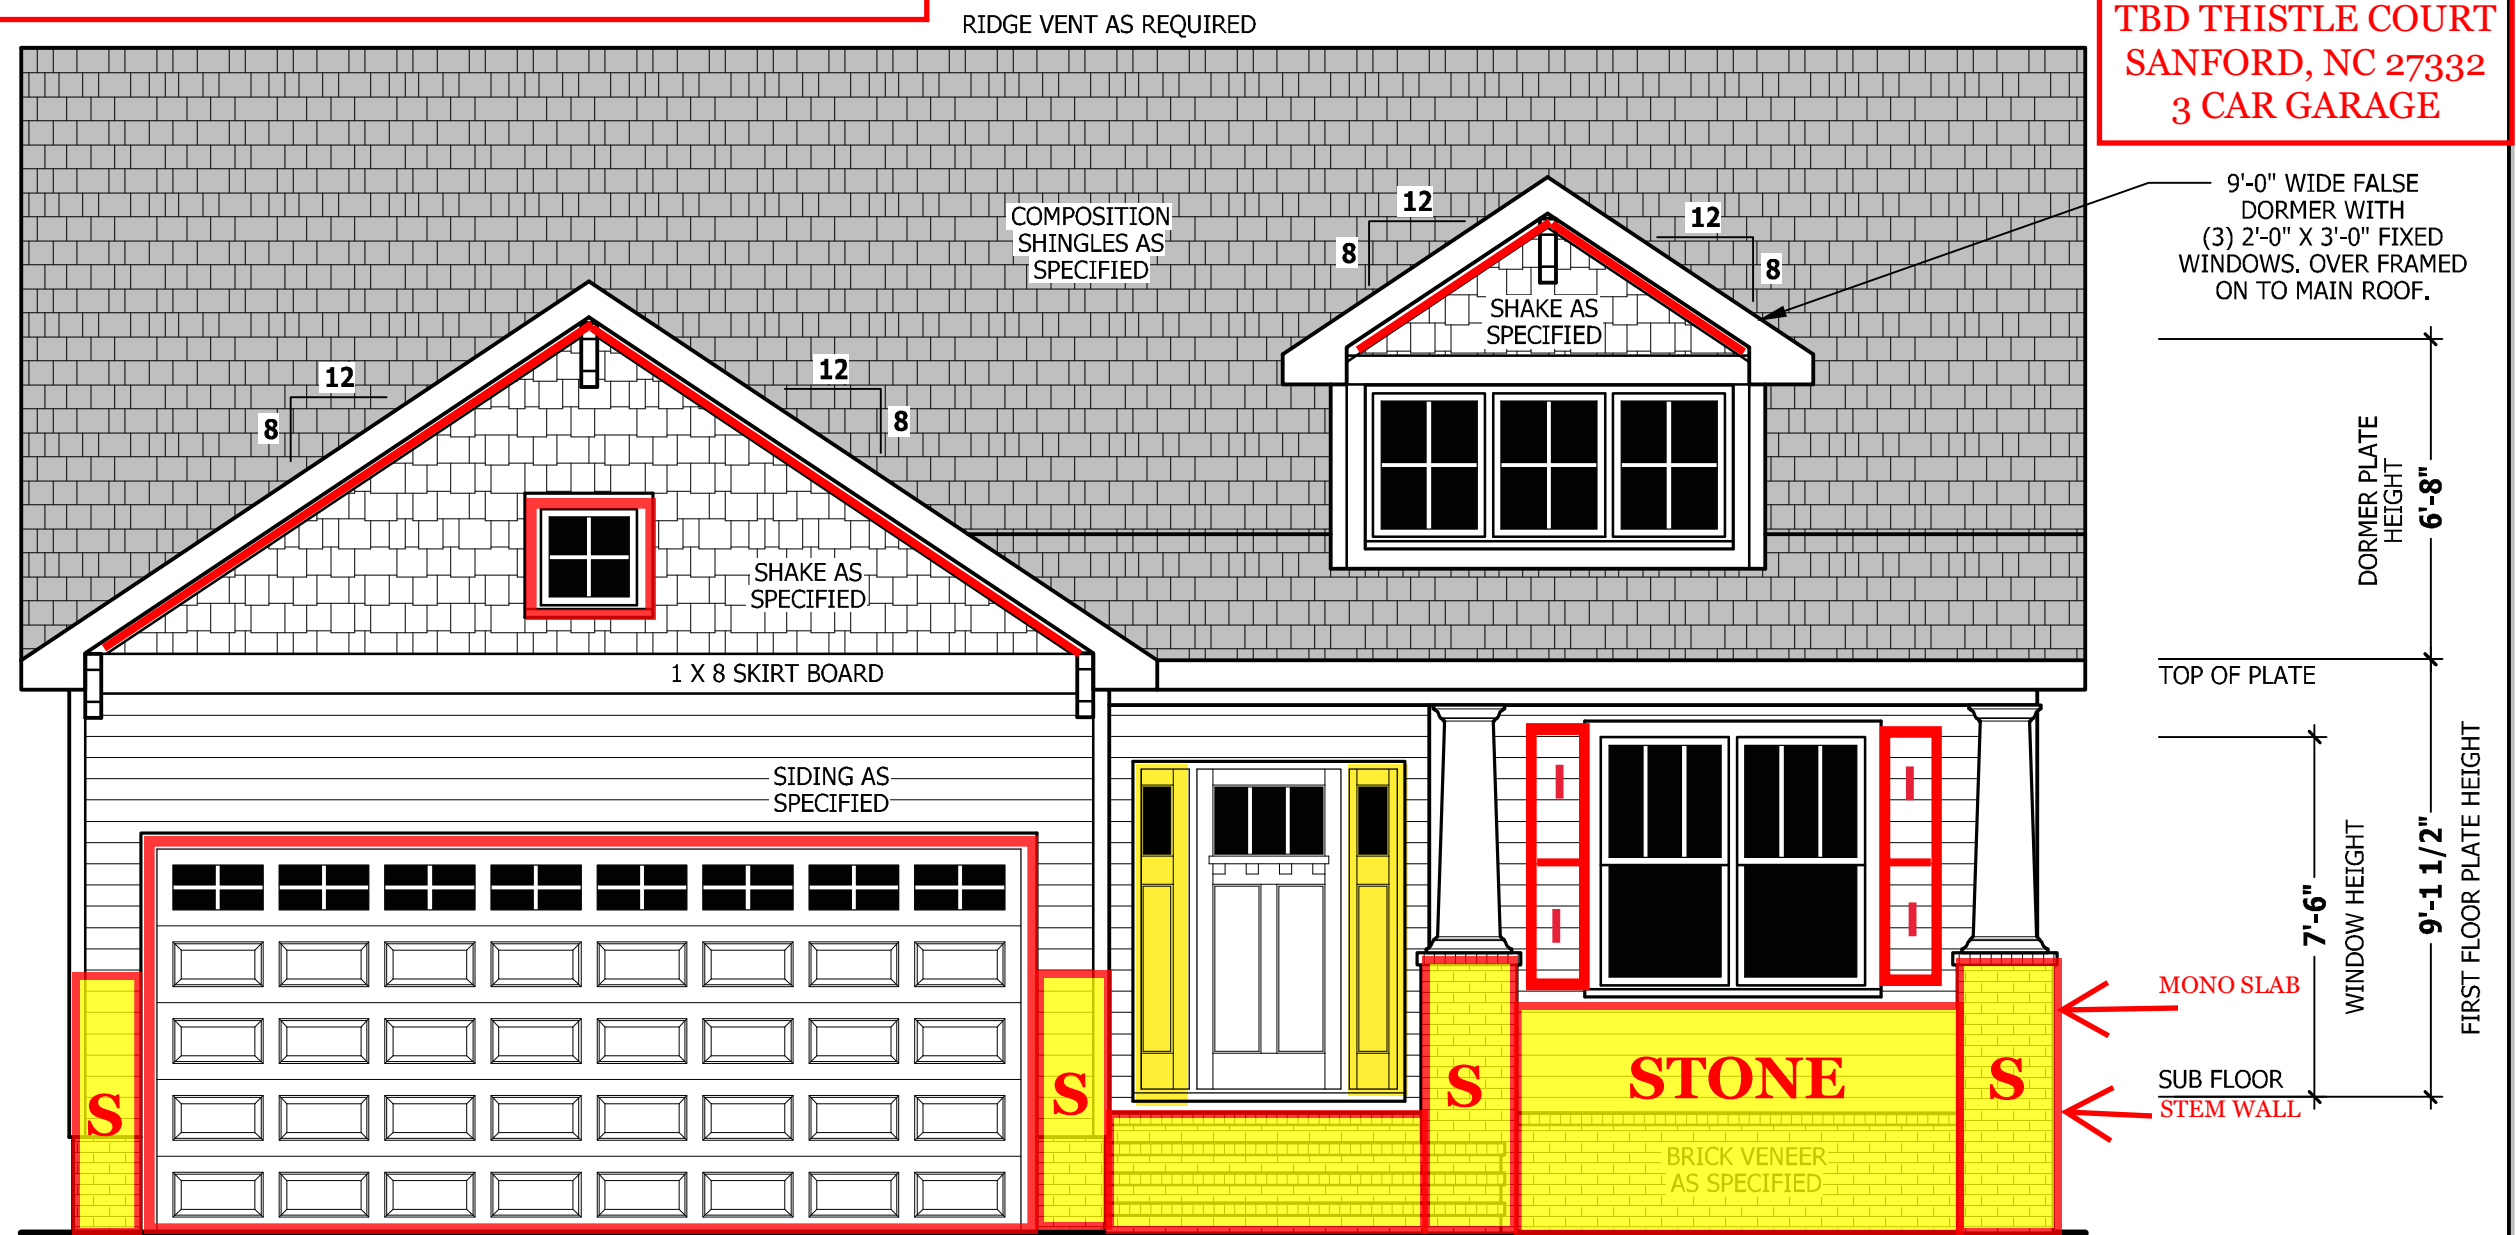 RIDGE VENT AS REQUIRED
TBD THISTLE COURT
SANFORD, NC 27332
3 CAR GARAGE
9'-0" WIDE FALSE
DORMER WITH
(3) 2'-0" X 3'-0" FIXED
WINDOWS. OVER FRAMED
ON TO MAIN ROOF.
COMPOSITION
SHINGLES AS
SPECIFIED
12
8
12
8
SHAKE AS
SPECIFIED
12
8
12
8
SHAKE AS
SPECIFIED
1 X 8 SKIRT BOARD
SIDING AS
SPECIFIED
DORMER PLATE
HEIGHT
6'-8"
TOP OF PLATE
7'-6"
WINDOW HEIGHT
9'-1 1/2"
FIRST FLOOR PLATE HEIGHT
MONO SLAB
SUB FLOOR
STEM WALL
S
S
S
STONE
S
BRICK VENEER
AS SPECIFIED